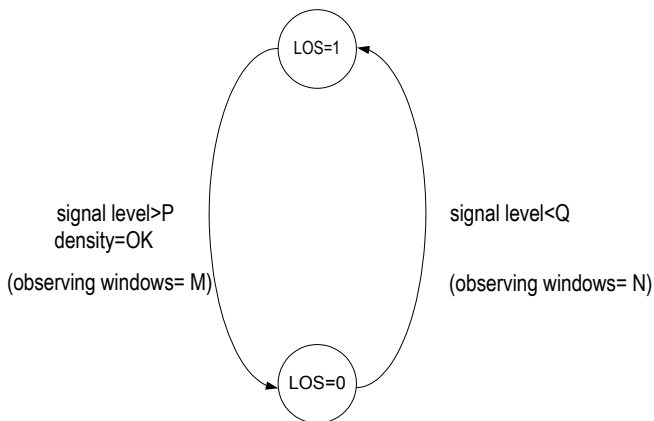 LOS=1
signal level>P
density=OK
(observing windows= M)
signal level<Q
(observing windows= N)
LOS=0